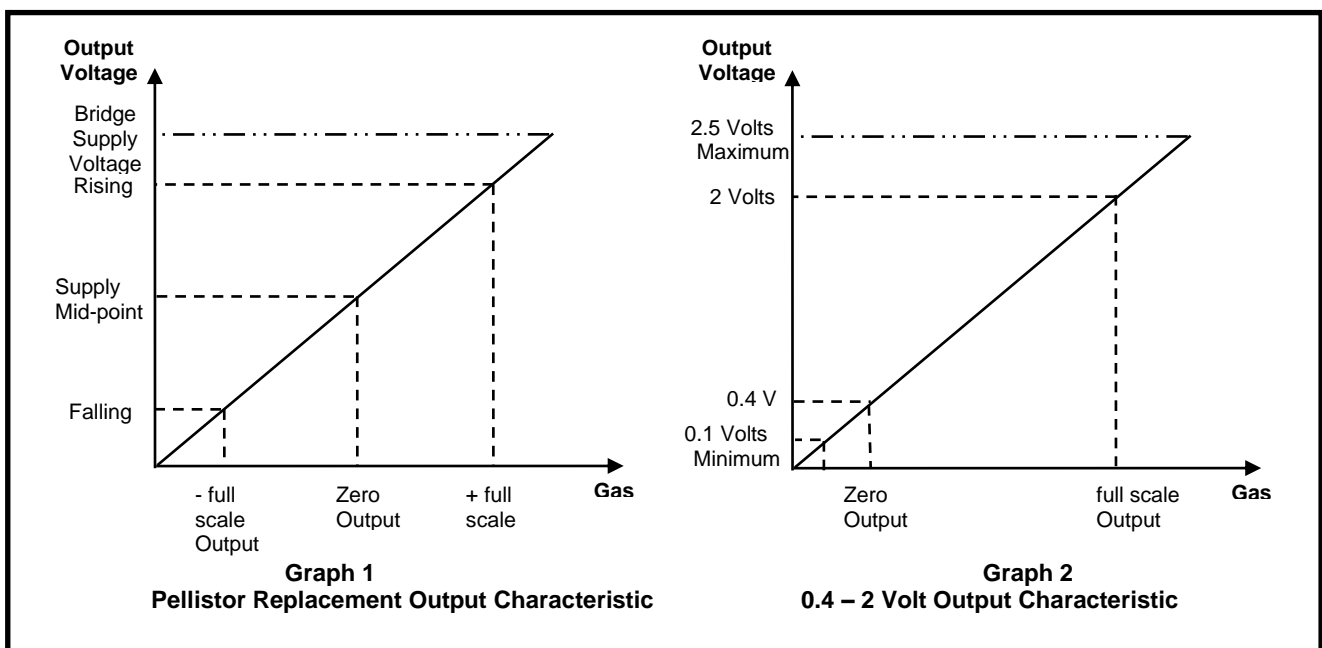 Output
Voltage
Bridge
Supply
Voltage
Rising
Supply
Mid-point
Falling
- full
scale
Output
Zero
Output
+ full
scale
Gas
Graph 1
Pellistor Replacement Output Characteristic
Output
Voltage
2.5 Volts
Maximum
2 Volts
0.4 V
0.1 Volts
Minimum
Zero
Output
full scale
Output
Gas
Graph 2
0.4 – 2 Volt Output Characteristic